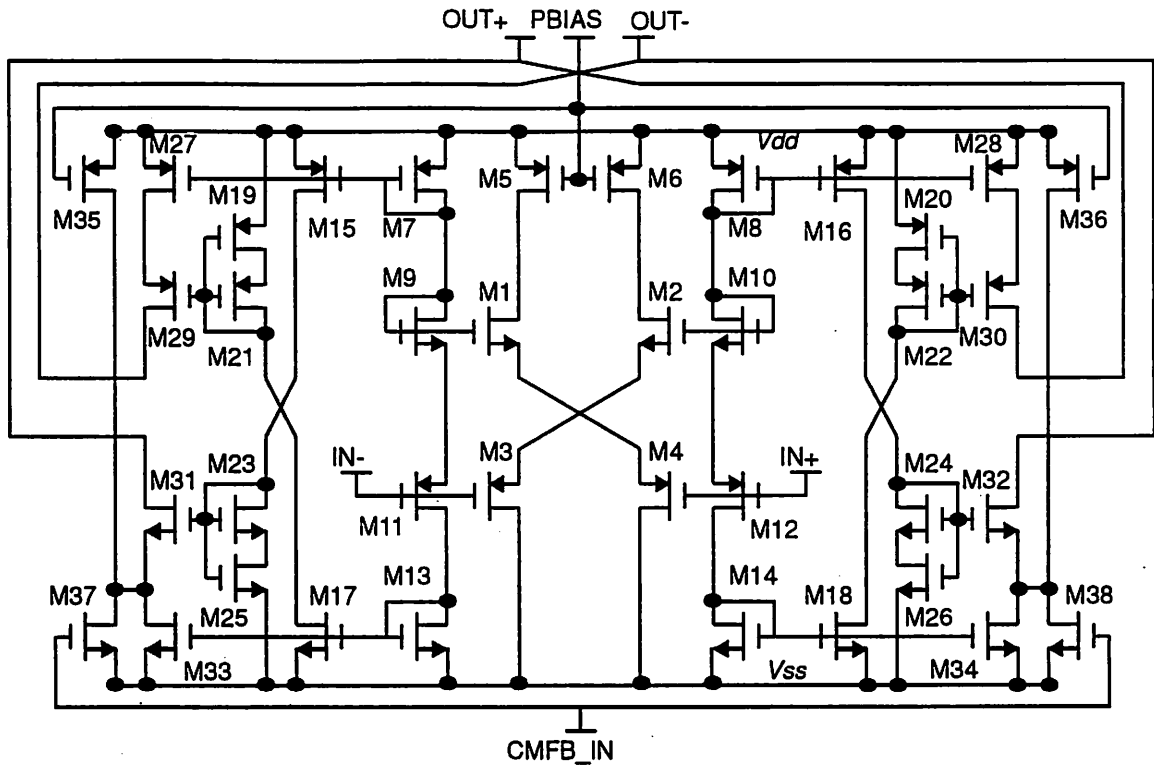 OUT+ PBIAS OUT-
M27 Vdd M28
M19 M5 M6 M20
M35 M15 M7 M8 M16 M36
M9 M1 M2 M10
M29 M21 M22 M30
M23 IN- M3 M4 IN+ M24
M31 M32
M11 M12
M13 M14
M37 M25 M17 M18 M26 M38
M33 Vss M34
CMFB_IN